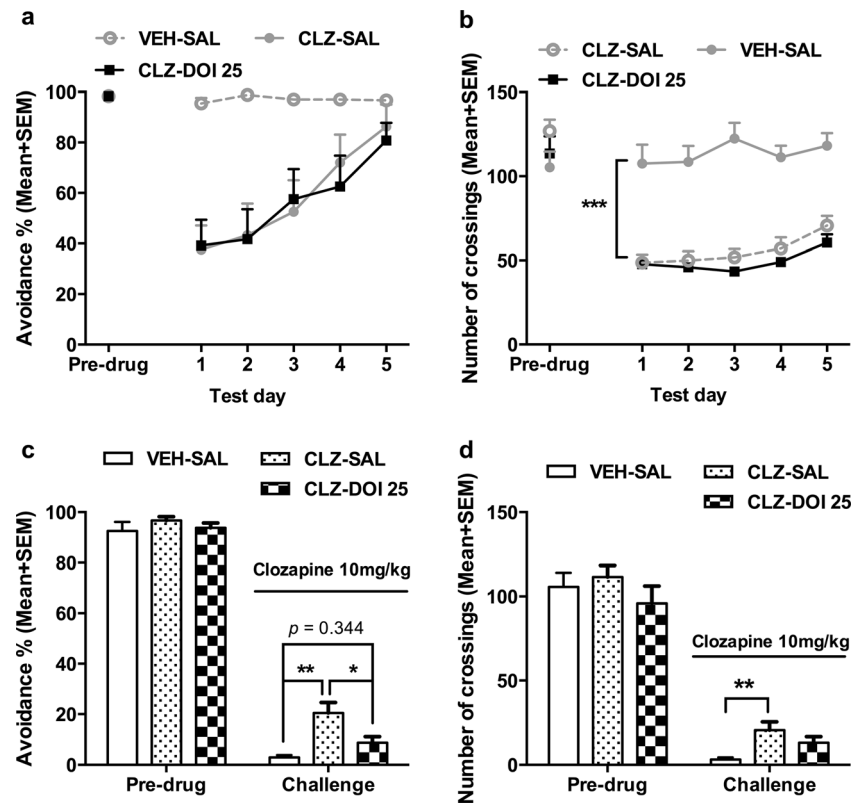 a
VEH-SAL
CLZ-SAL
CLZ-DOI 25
Avoidance % (Mean+SEM)
100
80
60
40
20
0
Pre-drug
1
2
3
4
5
Test day
b
CLZ-SAL
VEH-SAL
CLZ-DOI 25
Number of crossings (Mean+SEM)
150
100
50
0
***
Pre-drug
1
2
3
4
5
Test day
c
VEH-SAL
CLZ-SAL
CLZ-DOI 25
Avoidance % (Mean+SEM)
100
80
60
40
20
0
Clozapine 10mg/kg
p = 0.344
**
*
Pre-drug
Challenge
d
VEH-SAL
CLZ-SAL
CLZ-DOI 25
Number of crossings (Mean+SEM)
150
100
50
0
Clozapine 10mg/kg
**
Pre-drug
Challenge